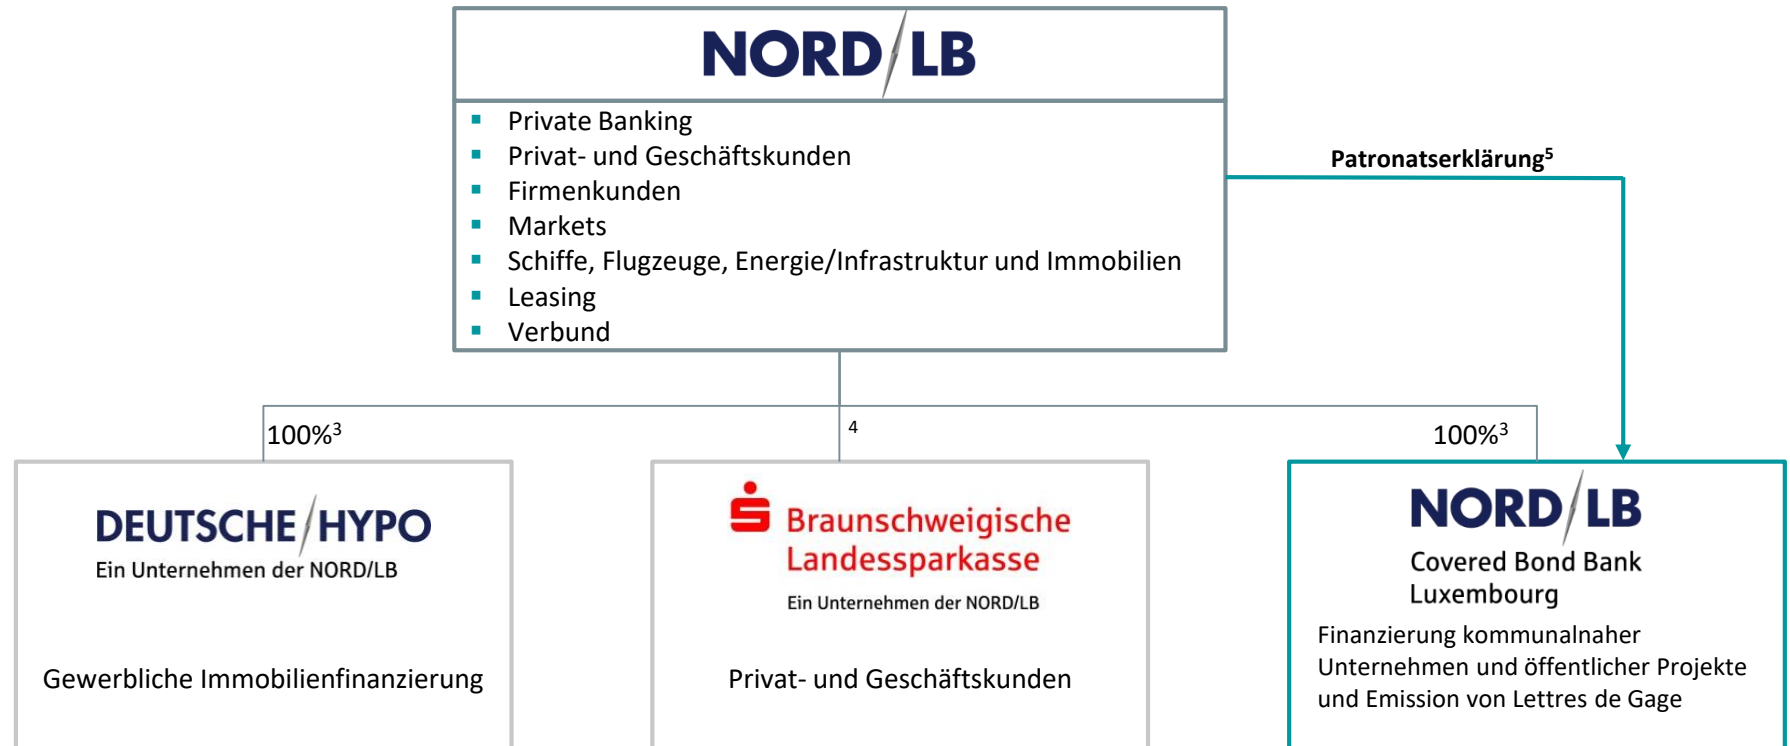 NORD/LB
Private Banking
Privat- und Geschäftskunden
Firmenkunden
Markets
Schiffe, Flugzeuge, Energie/Infrastruktur und Immobilien
Leasing
Verbund
Patronatserklärung⁵
100%³
4
100%³
DEUTSCHE/HYPO
Ein Unternehmen der NORD/LB
Gewerbliche Immobilienfinanzierung
Braunschweigische
Landessparkasse
Ein Unternehmen der NORD/LB
Privat- und Geschäftskunden
NORD/LB
Covered Bond Bank
Luxembourg
Finanzierung kommunalnaher
Unternehmen und öffentlicher Projekte
und Emission von Lettres de Gage